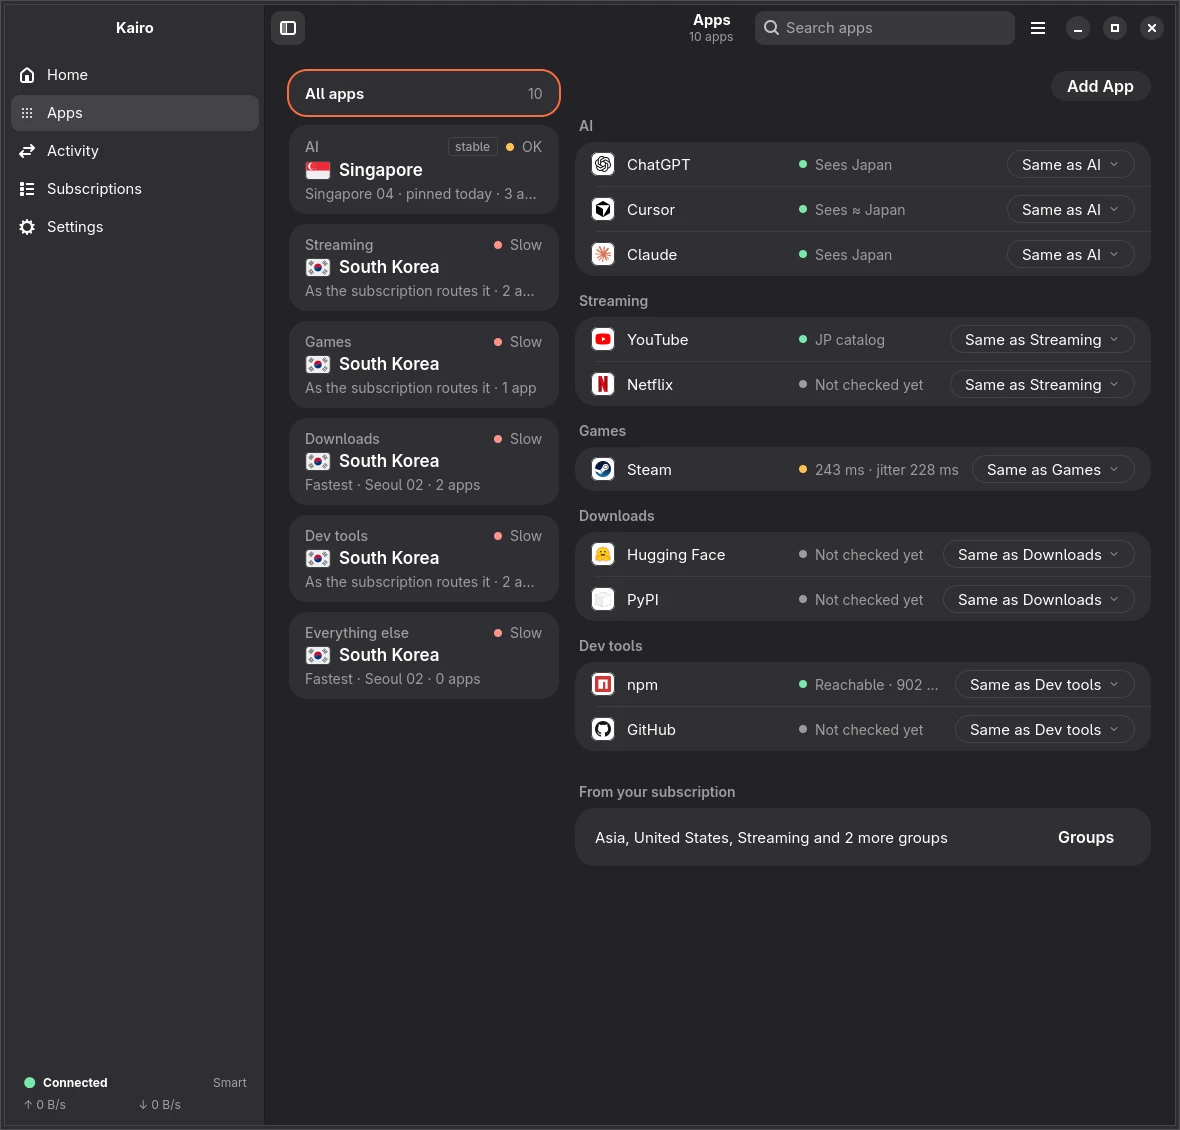 Kairo
Home
Apps
Activity
Subscriptions
Settings
Connected Smart
↑ 0 B/s ↓ 0 B/s
Apps
10 apps
Search apps
All apps 10
AI stable OK
Singapore
Singapore 04 · pinned today · 3 a...
Streaming Slow
South Korea
As the subscription routes it · 2 a...
Games Slow
South Korea
As the subscription routes it · 1 app
Downloads Slow
South Korea
Fastest · Seoul 02 · 2 apps
Dev tools Slow
South Korea
As the subscription routes it · 2 a...
Everything else Slow
South Korea
Fastest · Seoul 02 · 0 apps
Add App
AI
ChatGPT Sees Japan Same as AI
Cursor Sees ≈ Japan Same as AI
Claude Sees Japan Same as AI
Streaming
YouTube JP catalog Same as Streaming
Netflix Not checked yet Same as Streaming
Games
Steam 243 ms · jitter 228 ms Same as Games
Downloads
Hugging Face Not checked yet Same as Downloads
PyPI Not checked yet Same as Downloads
Dev tools
npm Reachable · 902 ... Same as Dev tools
GitHub Not checked yet Same as Dev tools
From your subscription
Asia, United States, Streaming and 2 more groups Groups